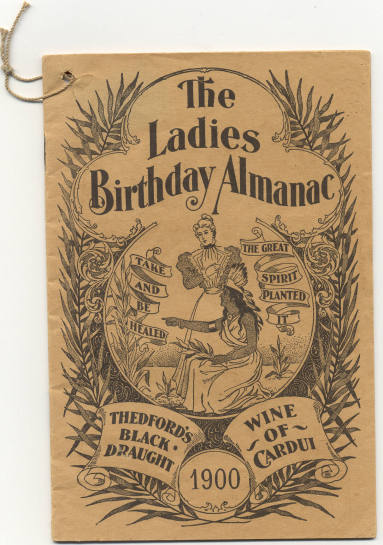 The
Ladies
Birthday Almanac
TAKE
AND
BE
HEALED
THE GREAT
SPIRIT
PLANTED
IT
THEDFORD'S
BLACK·
DRAUGHT
WINE
OF
CARDUI
1900